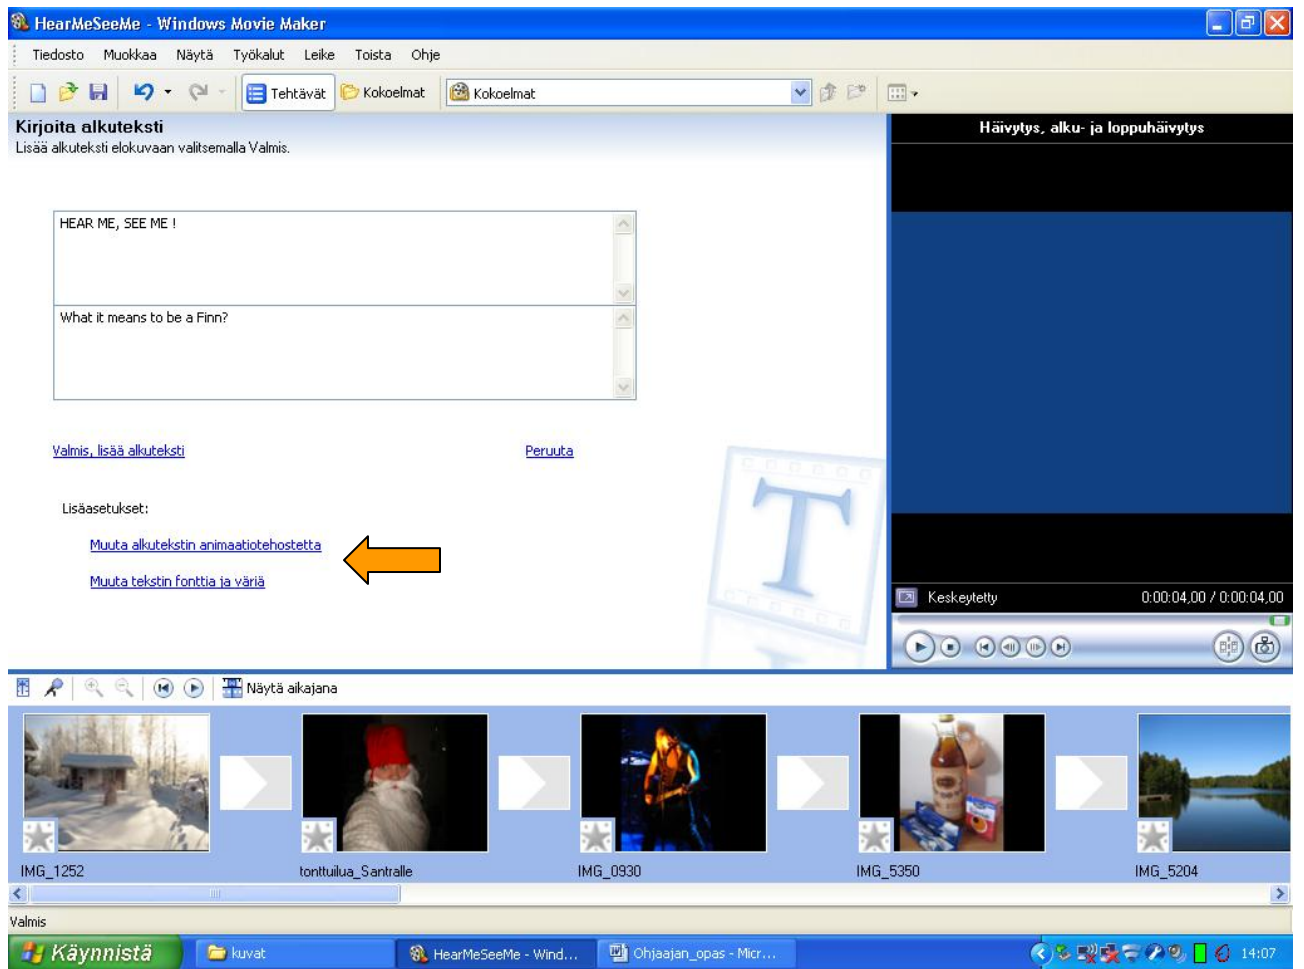 HearMeSeeMe - Windows Movie Maker
Tiedosto Muokkaa Näytä Työkalut Leike Toista Ohje
Tehtävät Kokoelmat Kokoelmat
Kirjoita alkuteksti
Lisää alkuteksti elokuvaan valitsemalla Valmis.
HEAR ME, SEE ME !
What it means to be a Finn?
Valmis, lisää alkuteksti Peruuta
Lisäasetukset:
Muuta alkutekstin animaatiotehostetta
Muuta tekstin fonttia ja väriä
T
Häivytys, alku- ja loppuhäivytys
Keskeytetty 0:00:04,00 / 0:00:04,00
Näytä aikajana
IMG_1252 tonttuilua_Santralle IMG_0930 IMG_5350 IMG_5204
Valmis
Käynnistä kuvat HearMeSeeMe - Wind... Ohjaajan_opas - Micr... 14:07